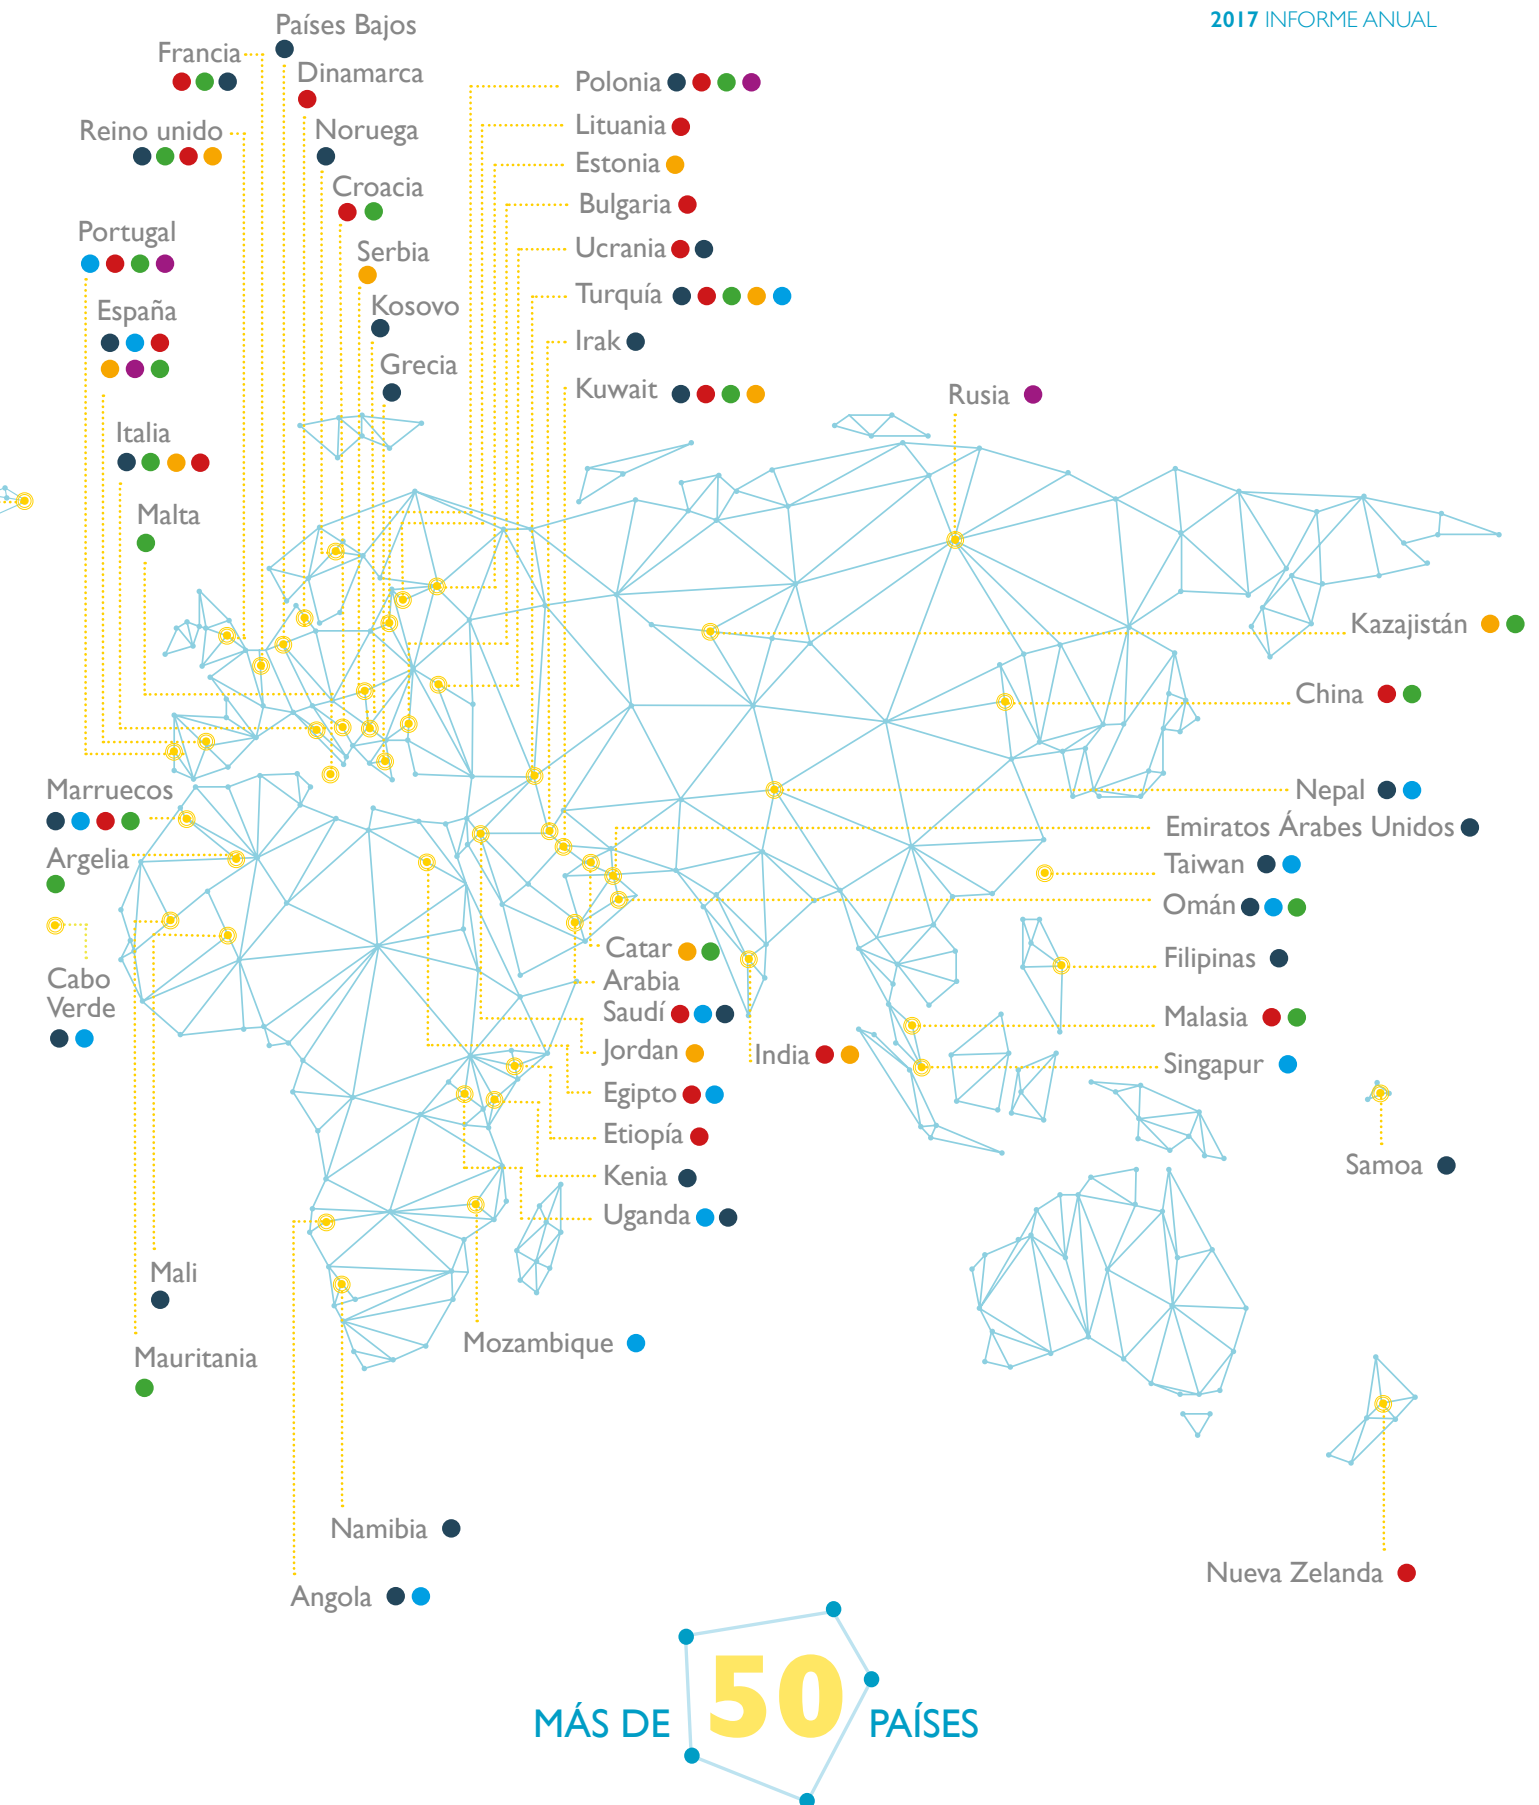 2017 INFORME ANUAL
Países Bajos
Francia
Dinamarca
Reino unido
Noruega
Croacia
Portugal
Serbia
España
Kosovo
Grecia
Italia
Malta
Polonia
Lituania
Estonia
Bulgaria
Ucrania
Turquía
Irak
Kuwait
Rusia
Kazajistán
China
Nepal
Emiratos Árabes Unidos
Taiwan
Omán
Filipinas
Malasia
Singapur
Samoa
Nueva Zelanda
Marruecos
Argelia
Cabo
Verde
Catar
Arabia
Saudí
Jordan
India
Egipto
Etiopía
Kenia
Uganda
Mali
Mauritania
Mozambique
Namibia
Angola
MÁS DE 50 PAÍSES